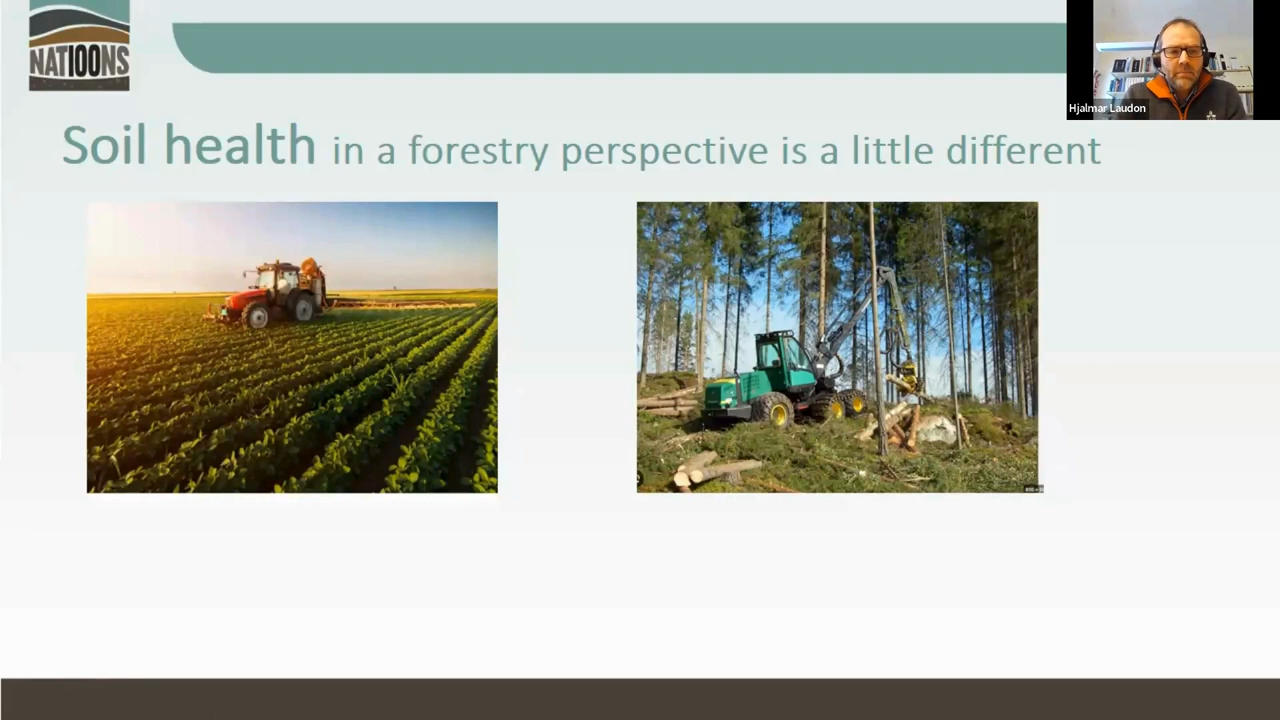 NATIOONS
Hjalmar Laudon
Soil health in a forestry perspective is a little different